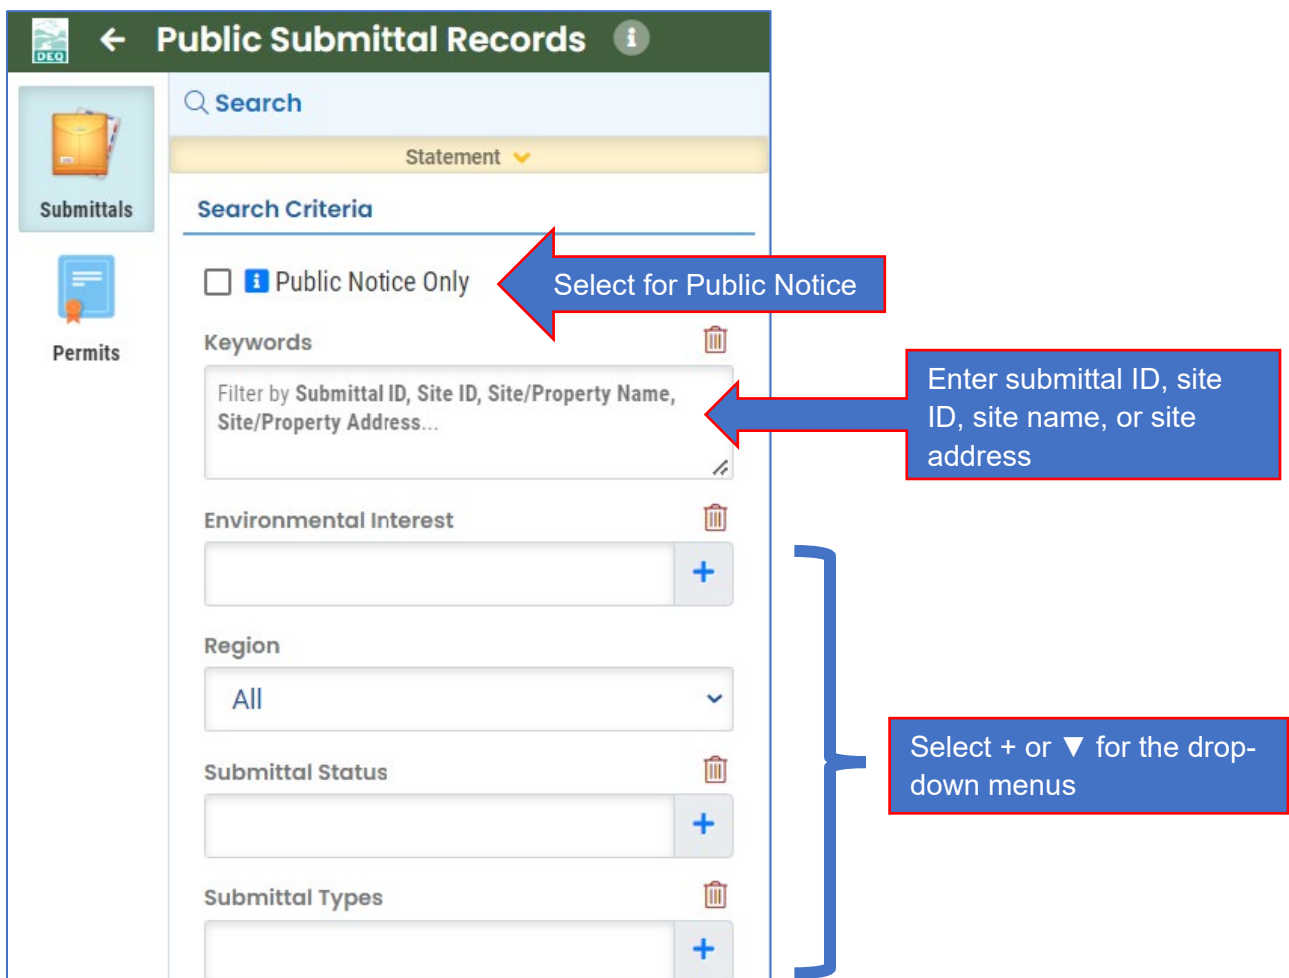 DEQ
Public Submittal Records
Search
Statement
Submittals
Search Criteria
Public Notice Only
Select for Public Notice
Permits
Keywords
Filter by Submittal ID, Site ID, Site/Property Name,
Site/Property Address...
Enter submittal ID, site
ID, site name, or site
address
Environmental Interest
+
Region
All
Select + or ▼ for the drop-
down menus
Submittal Status
+
Submittal Types
+